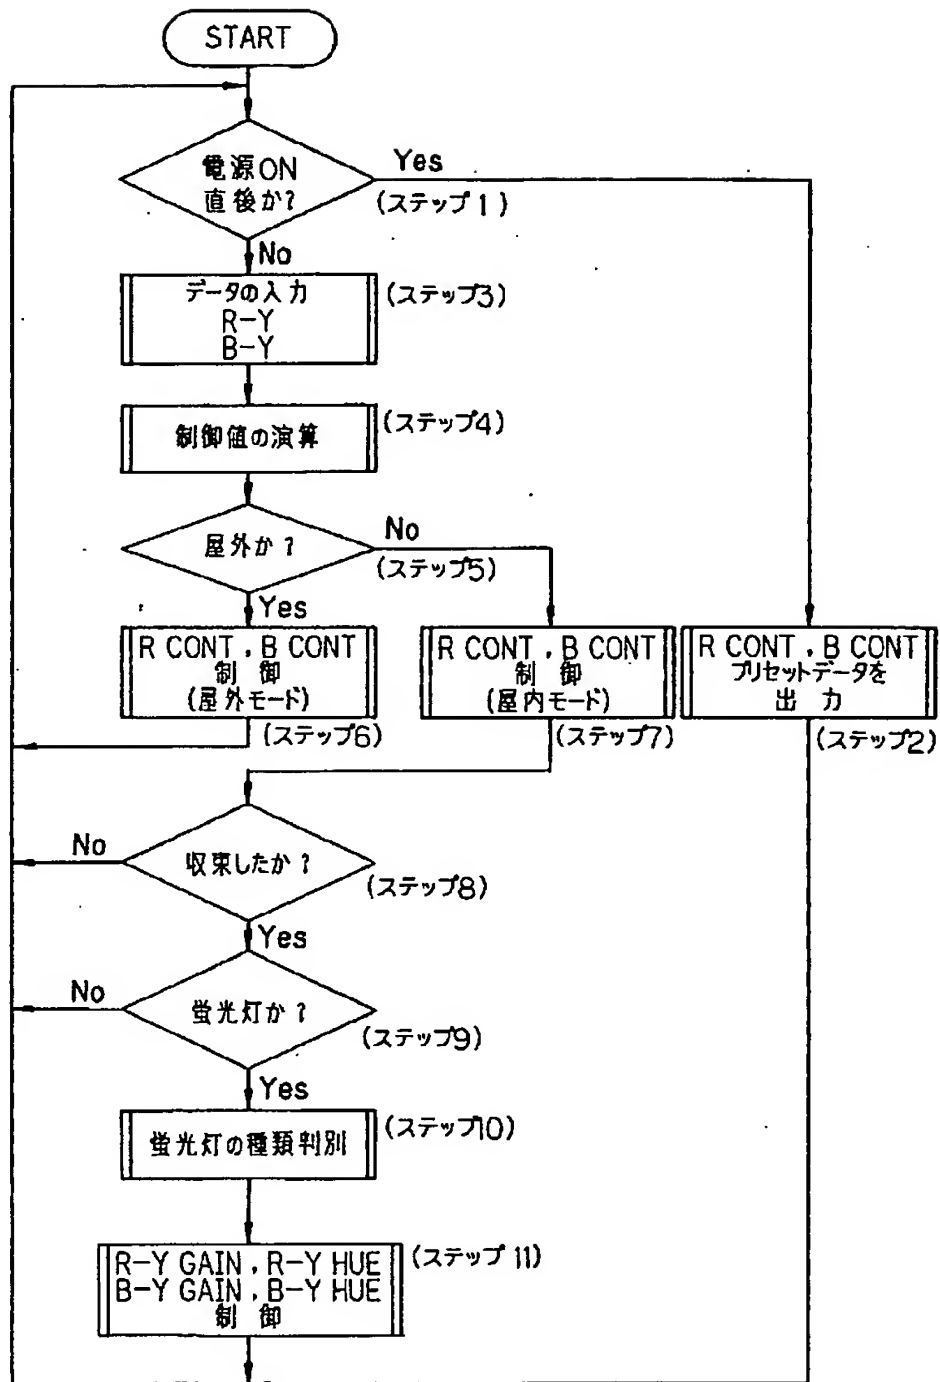 START
電源ON
直後か?
Yes
(ステップ1)
No
データの入力
R-Y
B-Y
(ステップ3)
制御値の演算
(ステップ4)
屋外か?
No
(ステップ5)
Yes
R CONT, B CONT
制御
(屋外モード)
(ステップ6)
R CONT, B CONT
制御
(屋内モード)
(ステップ7)
R CONT, B CONT
プリセットデータを
出力
(ステップ2)
収束したか?
No
(ステップ8)
Yes
蛍光灯か?
No
(ステップ9)
Yes
蛍光灯の種類判別
(ステップ10)
R-Y GAIN, R-Y HUE
B-Y GAIN, B-Y HUE
制御
(ステップ11)